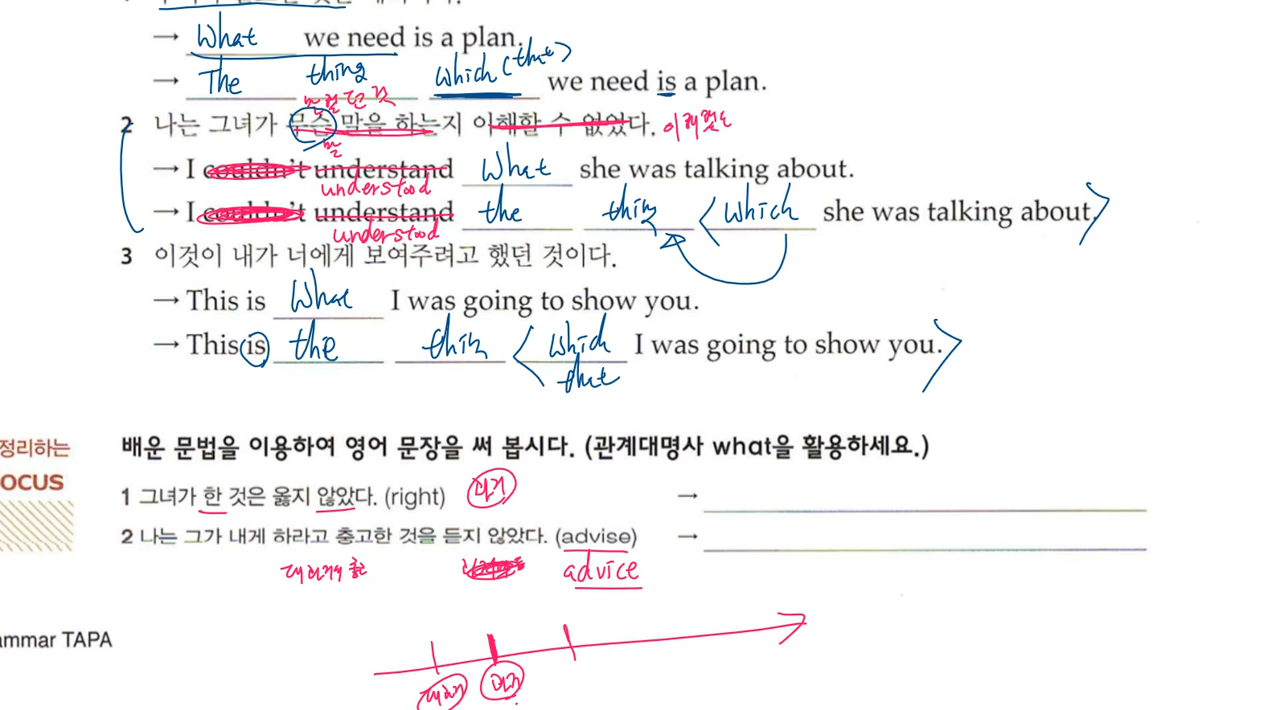 → What we need is a plan.
→ The thing which (that) we need is a plan.
2 나는 그녀가 무슨 말을 하는지 이해할 수 없었다. 이해했다
→ I couldn't understand What she was talking about.
understood
→ I couldn't understand the thing which she was talking about.
understood
3 이것이 내가 너에게 보여주려고 했던 것이다.
→ This is What I was going to show you.
→ This is the thin which I was going to show you.
that
정리하는
OCUS
배운 문법을 이용하여 영어 문장을 써 봅시다. (관계대명사 what을 활용하세요.)
1 그녀가 한 것은 옳지 않았다. (right) 과거 →
2 나는 그가 내게 하라고 충고한 것을 듣지 않았다. (advise) →
advice
ammar TAPA
대과거 과거